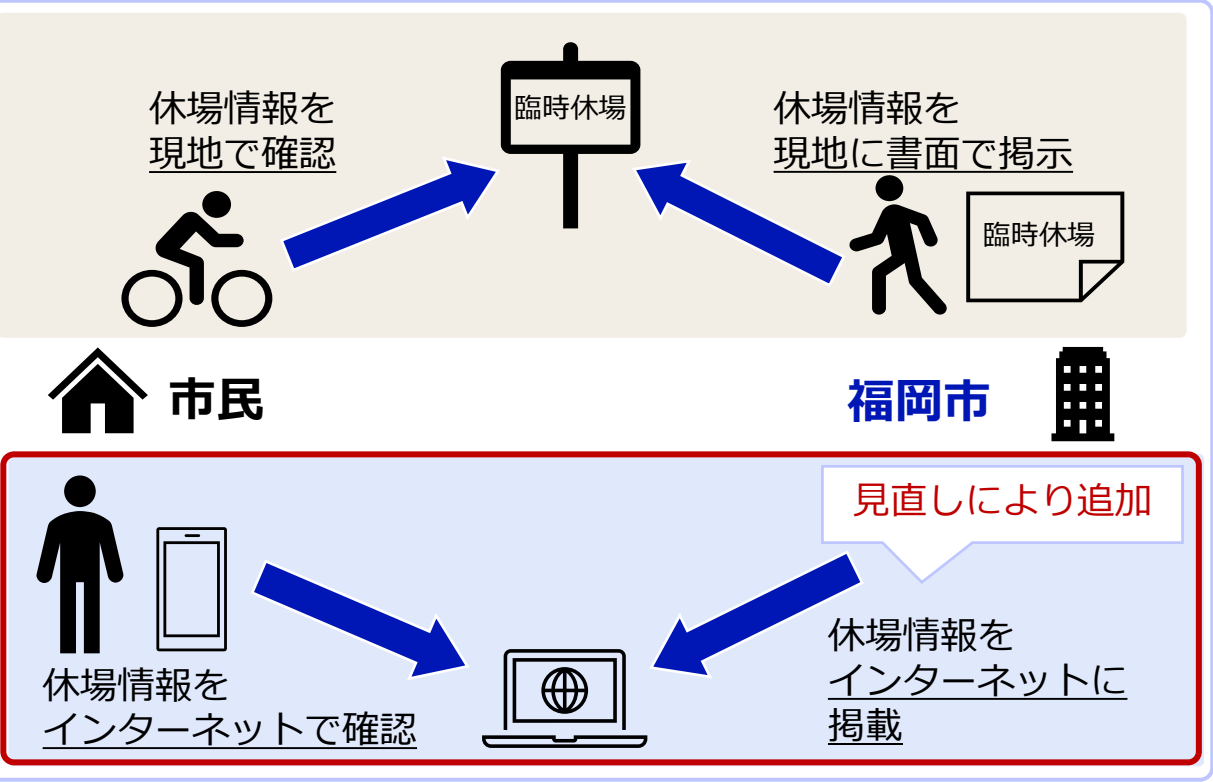 休場情報を
現地で確認
臨時休場
休場情報を
現地に書面で掲示
臨時休場
市民
福岡市
見直しにより追加
休場情報を
インターネットで確認
休場情報を
インターネットに
掲載